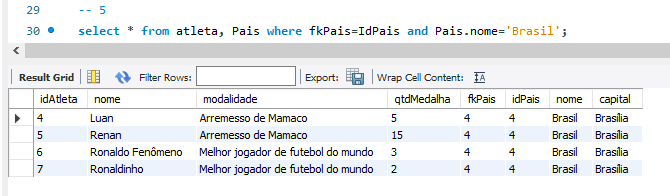 29 -- 5
30 select * from atleta, Pais where fkPais=IdPais and Pais.nome='Brasil';
Result Grid Filter Rows: Export: Wrap Cell Content: IA
idAtleta nome modalidade qtdMedalha fkPais idPais nome capital
4 Luan Arremesso de Mamaco 5 4 4 Brasil Brasília
5 Renan Arremesso de Mamaco 15 4 4 Brasil Brasília
6 Ronaldo Fenômeno Melhor jogador de futebol do mundo 3 4 4 Brasil Brasília
7 Ronaldinho Melhor jogador de futebol do mundo 2 4 4 Brasil Brasília